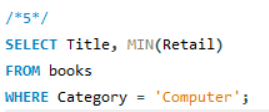 /*5*/
SELECT Title, MIN(Retail)
FROM books
WHERE Category = 'Computer';